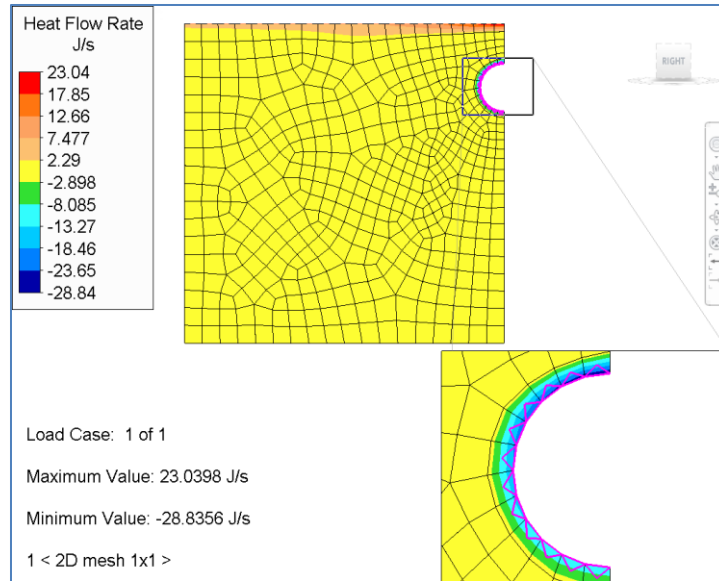 Heat Flow Rate
J/s
23.04
17.85
12.66
7.477
2.29
-2.898
-8.085
-13.27
-18.46
-23.65
-28.84
RIGHT
Load Case: 1 of 1
Maximum Value: 23.0398 J/s
Minimum Value: -28.8356 J/s
1 < 2D mesh 1x1 >